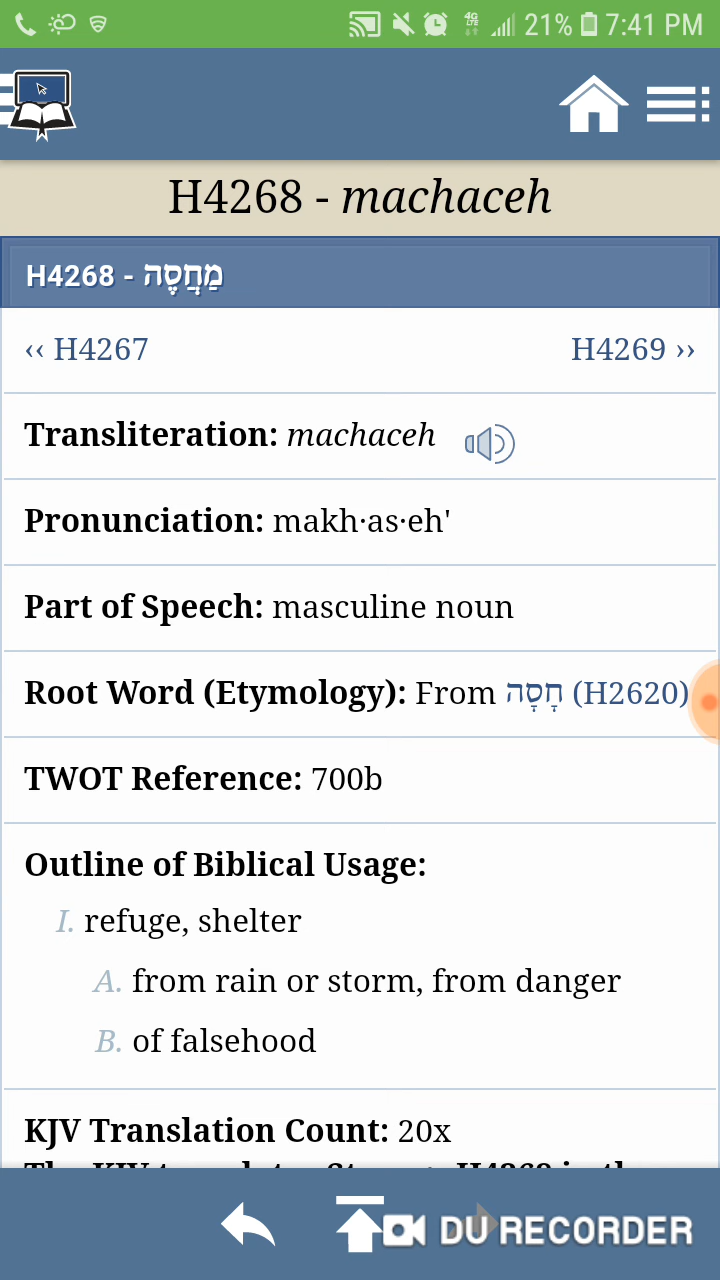 4G LTE 21% 7:41 PM
H4268 - machaceh
H4268 - מַחֲסֶה
‹‹ H4267 H4269 ››
Transliteration: machaceh
Pronunciation: makh·as·eh'
Part of Speech: masculine noun
Root Word (Etymology): From חָסָה (H2620)
TWOT Reference: 700b
Outline of Biblical Usage:
I. refuge, shelter
A. from rain or storm, from danger
B. of falsehood
KJV Translation Count: 20x
DU RECORDER